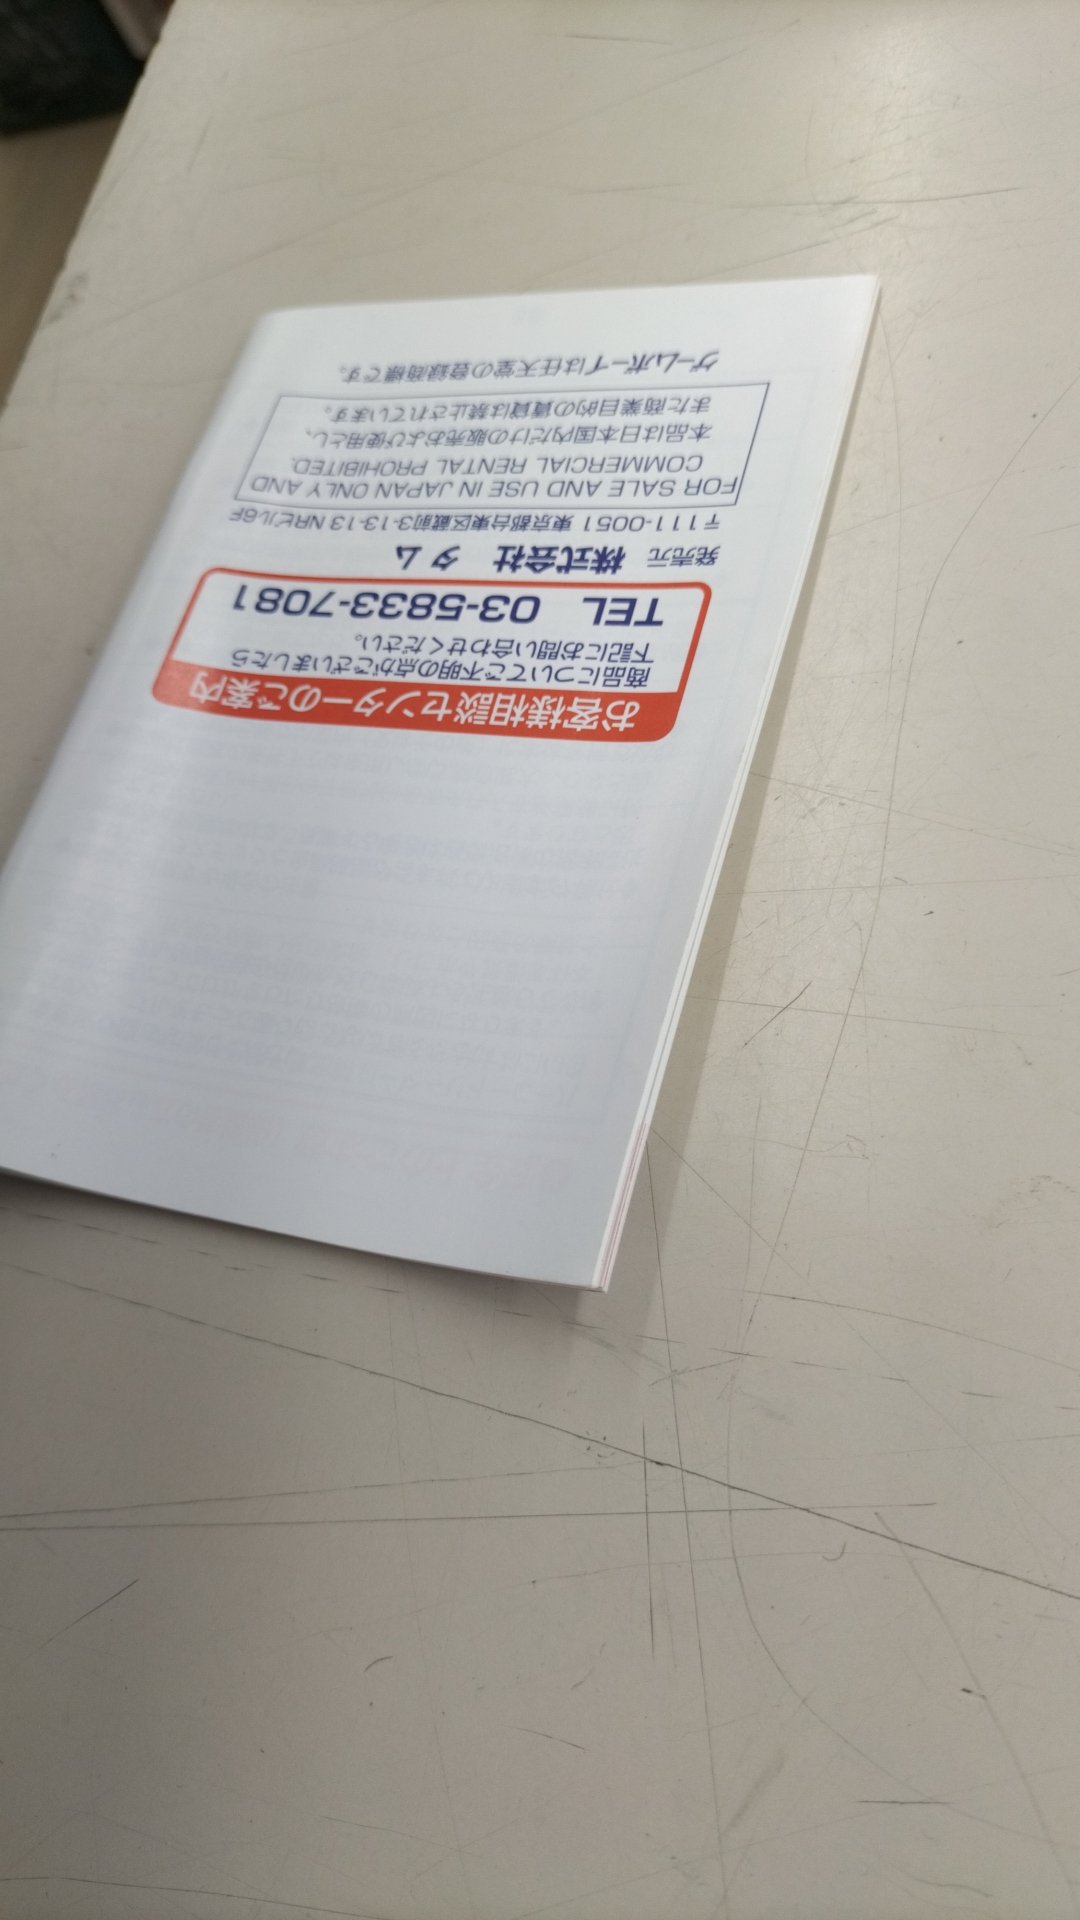 お客様相談センターのご案内
商品についてご不明の点がございましたら
下記にお問い合わせください。
TEL 03-5833-7081
発売元 株式会社 タム
〒111-0051 東京都台東区蔵前3-13-13 NRビル6F
FOR SALE AND USE IN JAPAN ONLY AND
COMMERCIAL RENTAL PROHIBITED.
本品は日本国内だけの販売および使用とし、
また商業目的の賃貸は禁止されています。
ゲームボーイは任天堂の登録商標です。